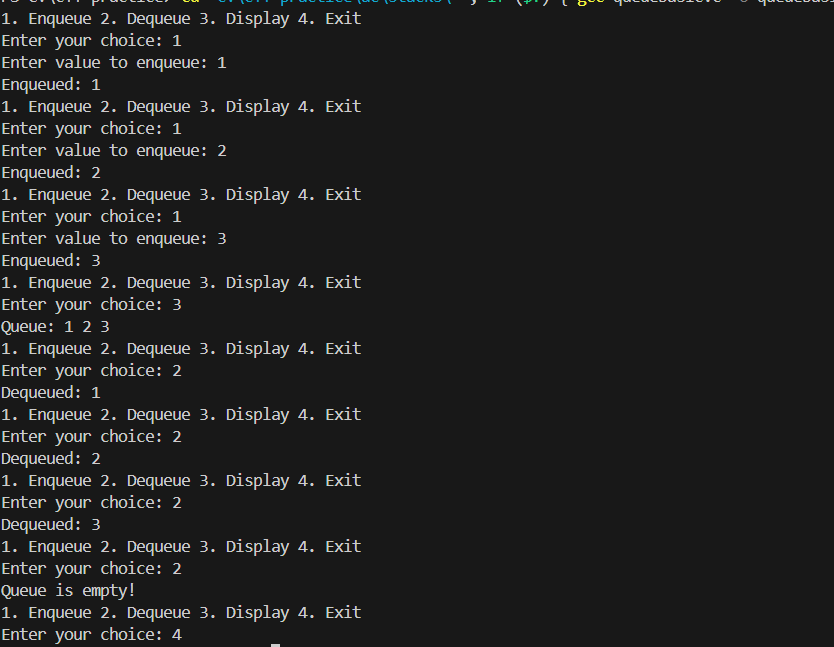 1. Enqueue 2. Dequeue 3. Display 4. Exit
Enter your choice: 1
Enter value to enqueue: 1
Enqueued: 1
1. Enqueue 2. Dequeue 3. Display 4. Exit
Enter your choice: 1
Enter value to enqueue: 2
Enqueued: 2
1. Enqueue 2. Dequeue 3. Display 4. Exit
Enter your choice: 1
Enter value to enqueue: 3
Enqueued: 3
1. Enqueue 2. Dequeue 3. Display 4. Exit
Enter your choice: 3
Queue: 1 2 3
1. Enqueue 2. Dequeue 3. Display 4. Exit
Enter your choice: 2
Dequeued: 1
1. Enqueue 2. Dequeue 3. Display 4. Exit
Enter your choice: 2
Dequeued: 2
1. Enqueue 2. Dequeue 3. Display 4. Exit
Enter your choice: 2
Dequeued: 3
1. Enqueue 2. Dequeue 3. Display 4. Exit
Enter your choice: 2
Queue is empty!
1. Enqueue 2. Dequeue 3. Display 4. Exit
Enter your choice: 4